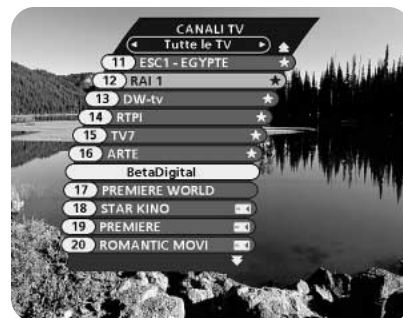 CANALI TV
Tutte le TV
11 ESC1 - EGYPTE
12 RAI 1
13 DW-tv
14 RTPI
15 TV7
16 ARTE
BetaDigital
17 PREMIERE WORLD
18 STAR KINO
19 PREMIERE
20 ROMANTIC MOVI